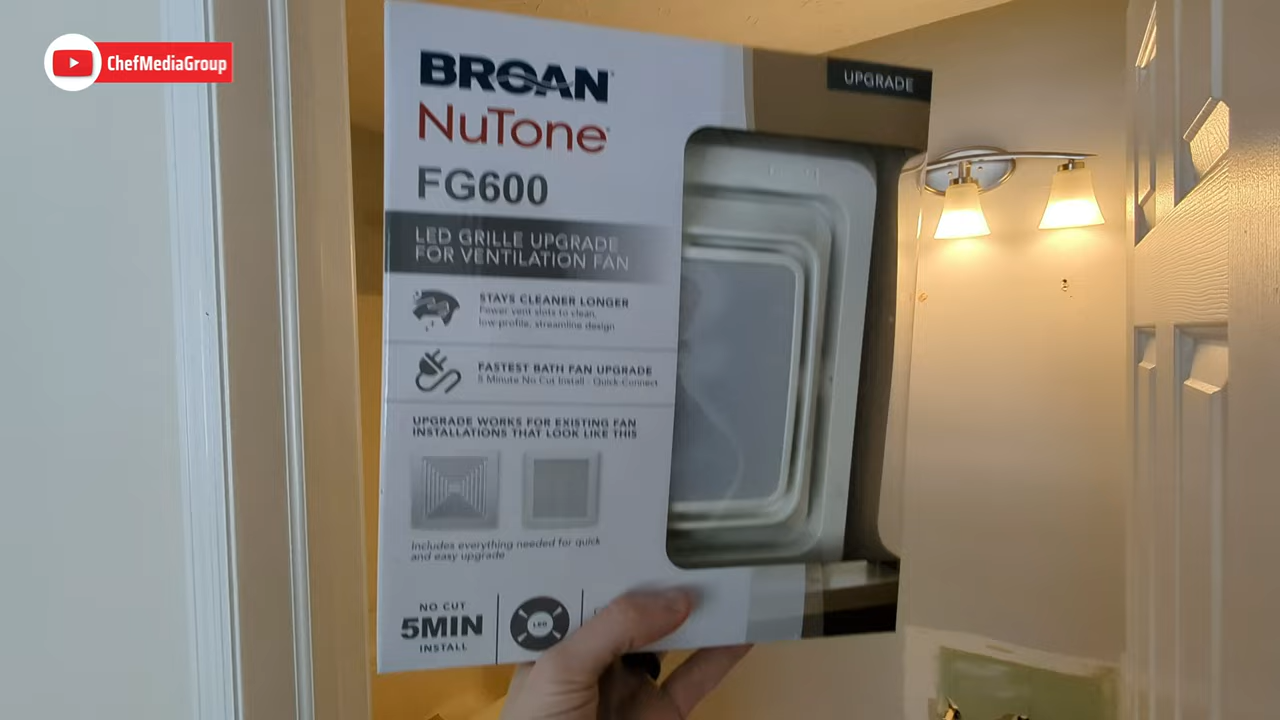 ChefMediaGroup
BROAN
NuTone
UPGRADE
FG600
LED GRILLE UPGRADE
FOR VENTILATION FAN
STAYS CLEANER LONGER
Fewer vent slots to clean,
low-profile, streamline design
FASTEST BATH FAN UPGRADE
5 Minute No Cut Install - Quick-Connect
UPGRADE WORKS FOR EXISTING FAN
INSTALLATIONS THAT LOOK LIKE THIS
Includes everything needed for quick
and easy upgrade
NO CUT
5MIN
INSTALL
LED